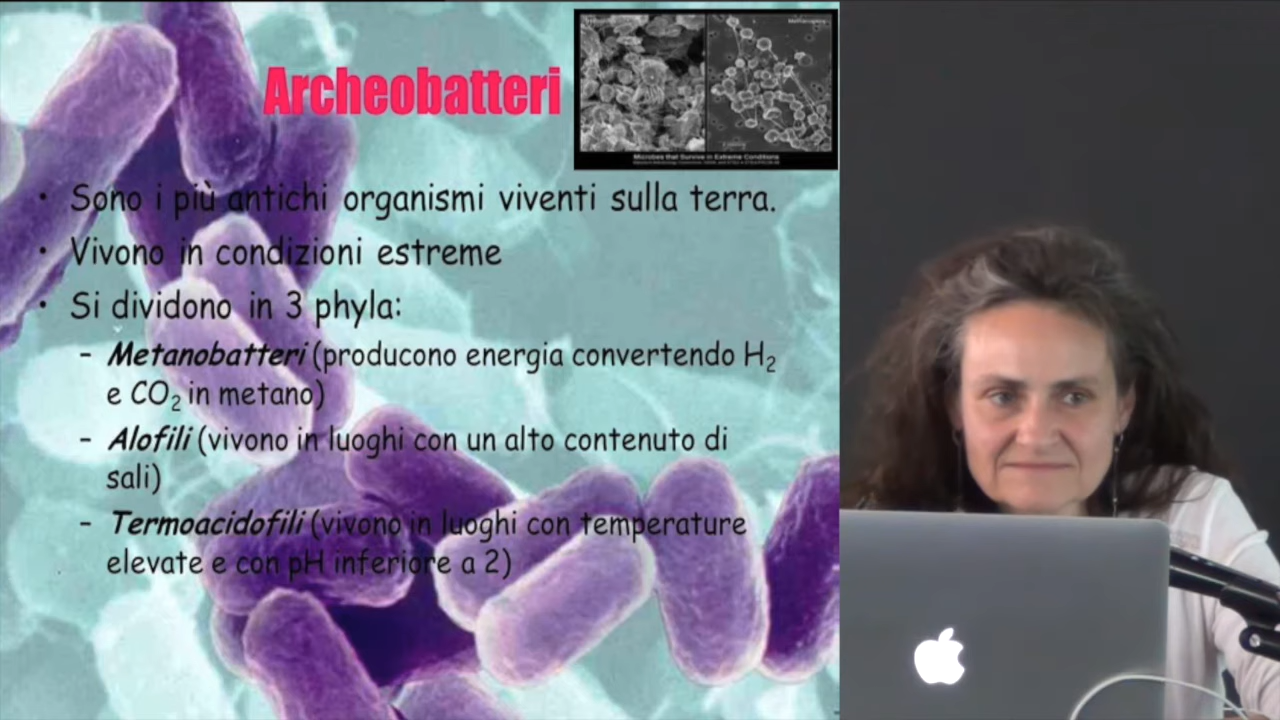 Archeobatteri
Microbes that Survive in Extreme Conditions
• Sono i più antichi organismi viventi sulla terra.
• Vivono in condizioni estreme
• Si dividono in 3 phyla:
– Metanobatteri (producono energia convertendo H₂
e CO₂ in metano)
– Alofili (vivono in luoghi con un alto contenuto di
sali)
– Termoacidofili (vivono in luoghi con temperature
elevate e con pH inferiore a 2)